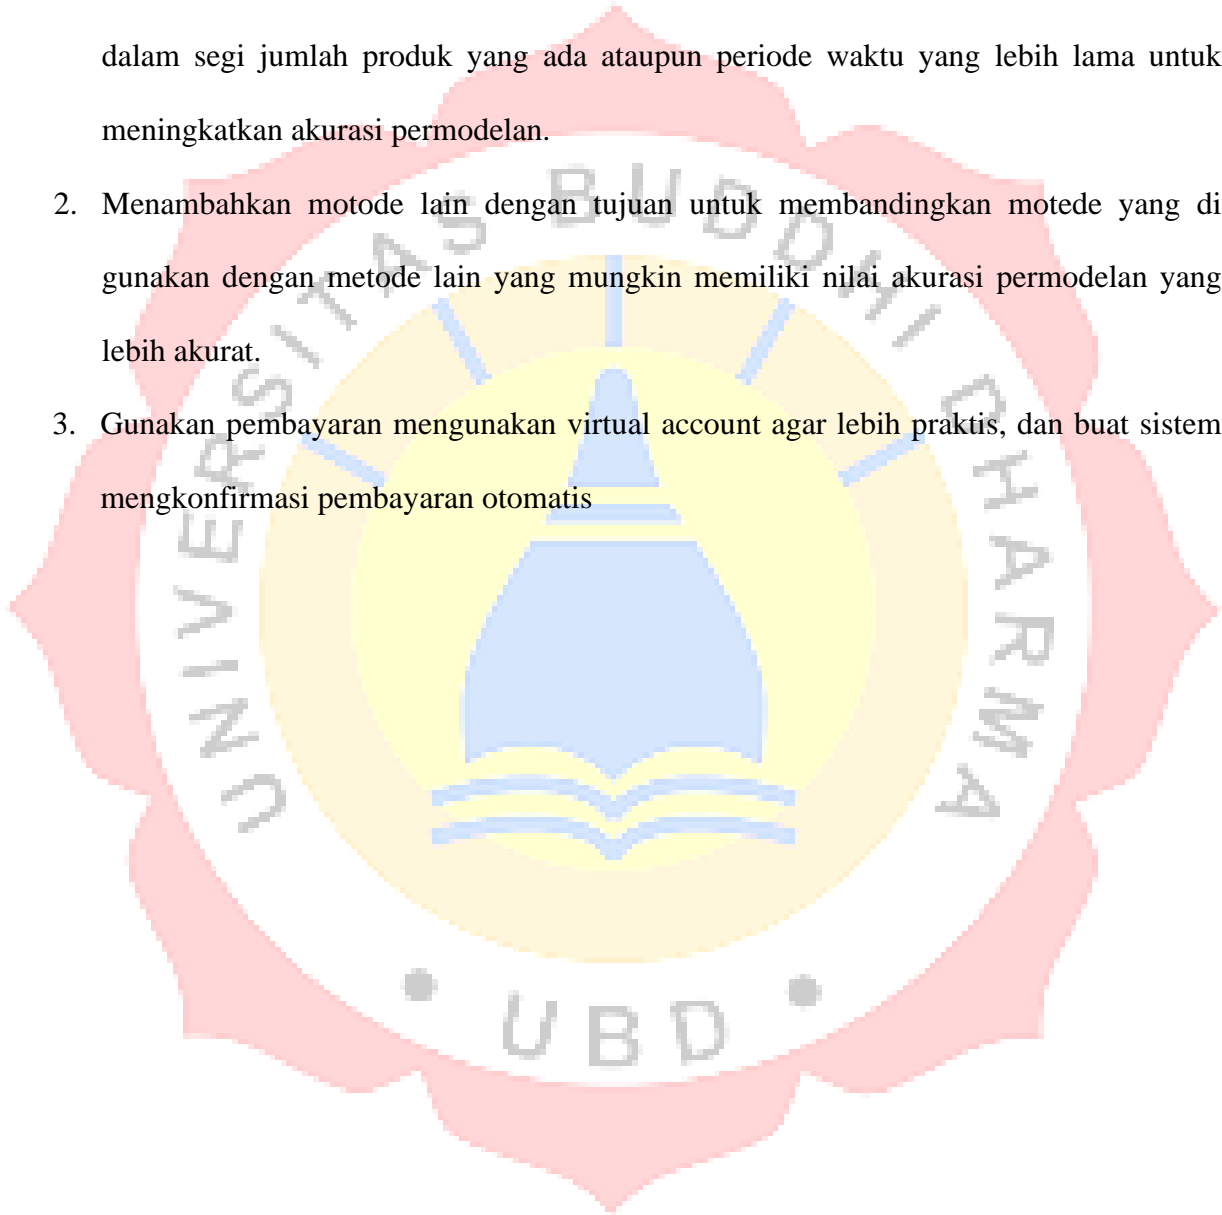 dalam segi jumlah produk yang ada ataupun periode waktu yang lebih lama untuk
meningkatkan akurasi permodelan.
2. Menambahkan motode lain dengan tujuan untuk membandingkan motede yang di
gunakan dengan metode lain yang mungkin memiliki nilai akurasi permodelan yang
lebih akurat.
3. Gunakan pembayaran mengunakan virtual account agar lebih praktis, dan buat sistem
mengkonfirmasi pembayaran otomatis
UNIVERSITAS BUDDHI DHARMA
• UBD •